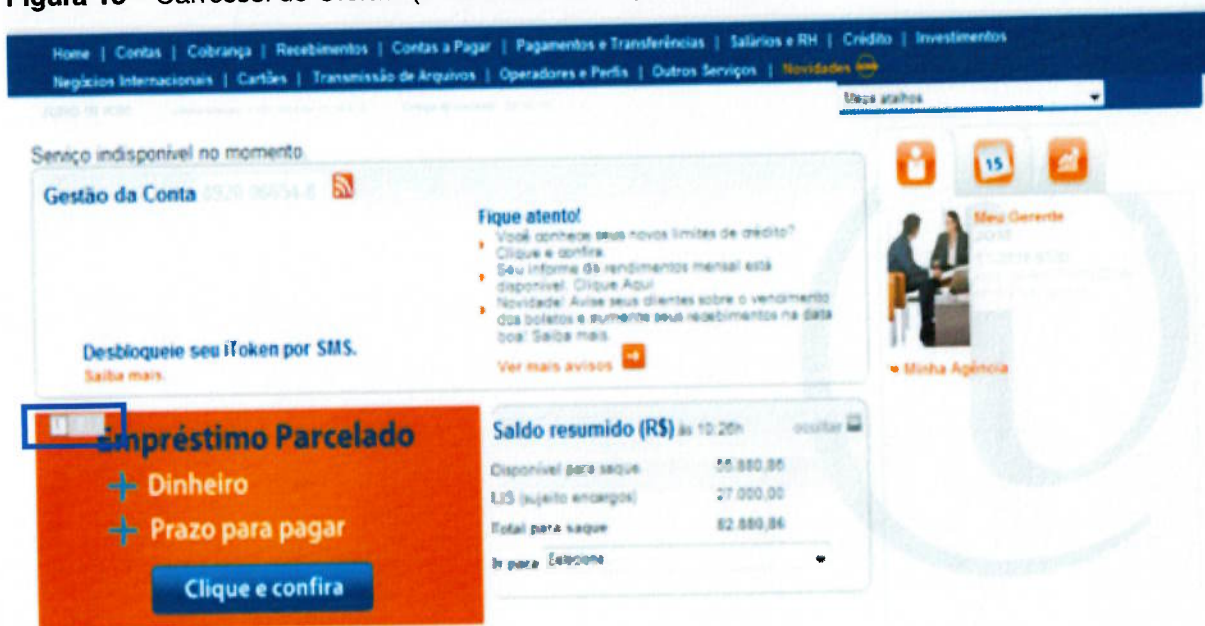 Home | Contas | Cobrança | Recebimentos | Contas a Pagar | Pagamentos e Transferências | Salários e RH | Crédito | Investimentos
Negócios Internacionais | Cartões | Transmissão de Arquivos | Operadores e Perfis | Outros Serviços | Novidades
Meus atalhos
Serviço indisponível no momento
Gestão da Conta
15
Fique atento!
Você conhece seus novos limites de crédito?
Clique e confira.
Seu informe de rendimentos mensal está
disponível. Clique Aqui
Novidade! Avise seus clientes sobre o vencimento
dos boletos e aumente seus recebimentos na data
boa! Saiba mais.
Ver mais avisos
Desbloqueie seu iToken por SMS.
Saiba mais.
Meu Gerente
Minha Agência
Empréstimo Parcelado
+ Dinheiro
+ Prazo para pagar
Clique e confira
Saldo resumido (R$) às 10:26h ocultar
Disponível para saque 55.880,86
LIS (sujeito encargos) 27.000,00
Total para saque 82.880,86
Ir para Selecione